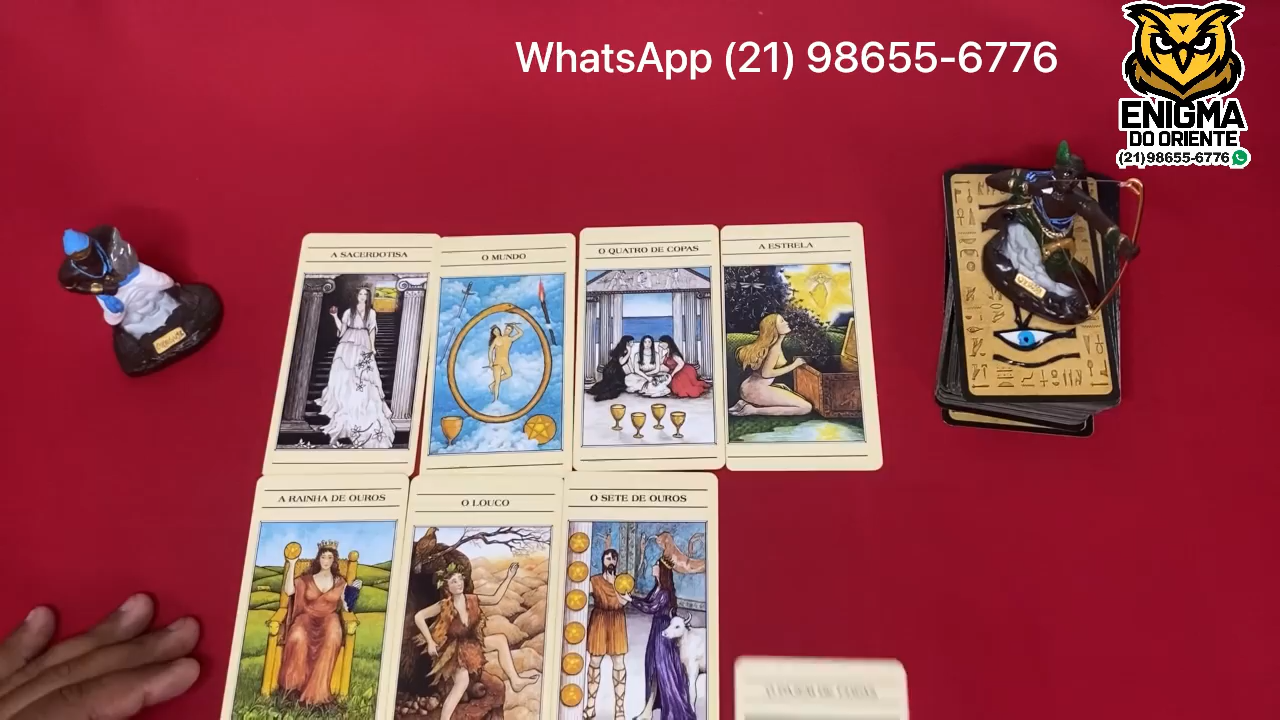 WhatsApp (21) 98655-6776
ENIGMA
DO ORIENTE
(21)98655-6776
A SACERDOTISA
O MUNDO
O QUATRO DE COPAS
A ESTRELA
A RAINHA DE OUROS
O LOUCO
O SETE DE OUROS